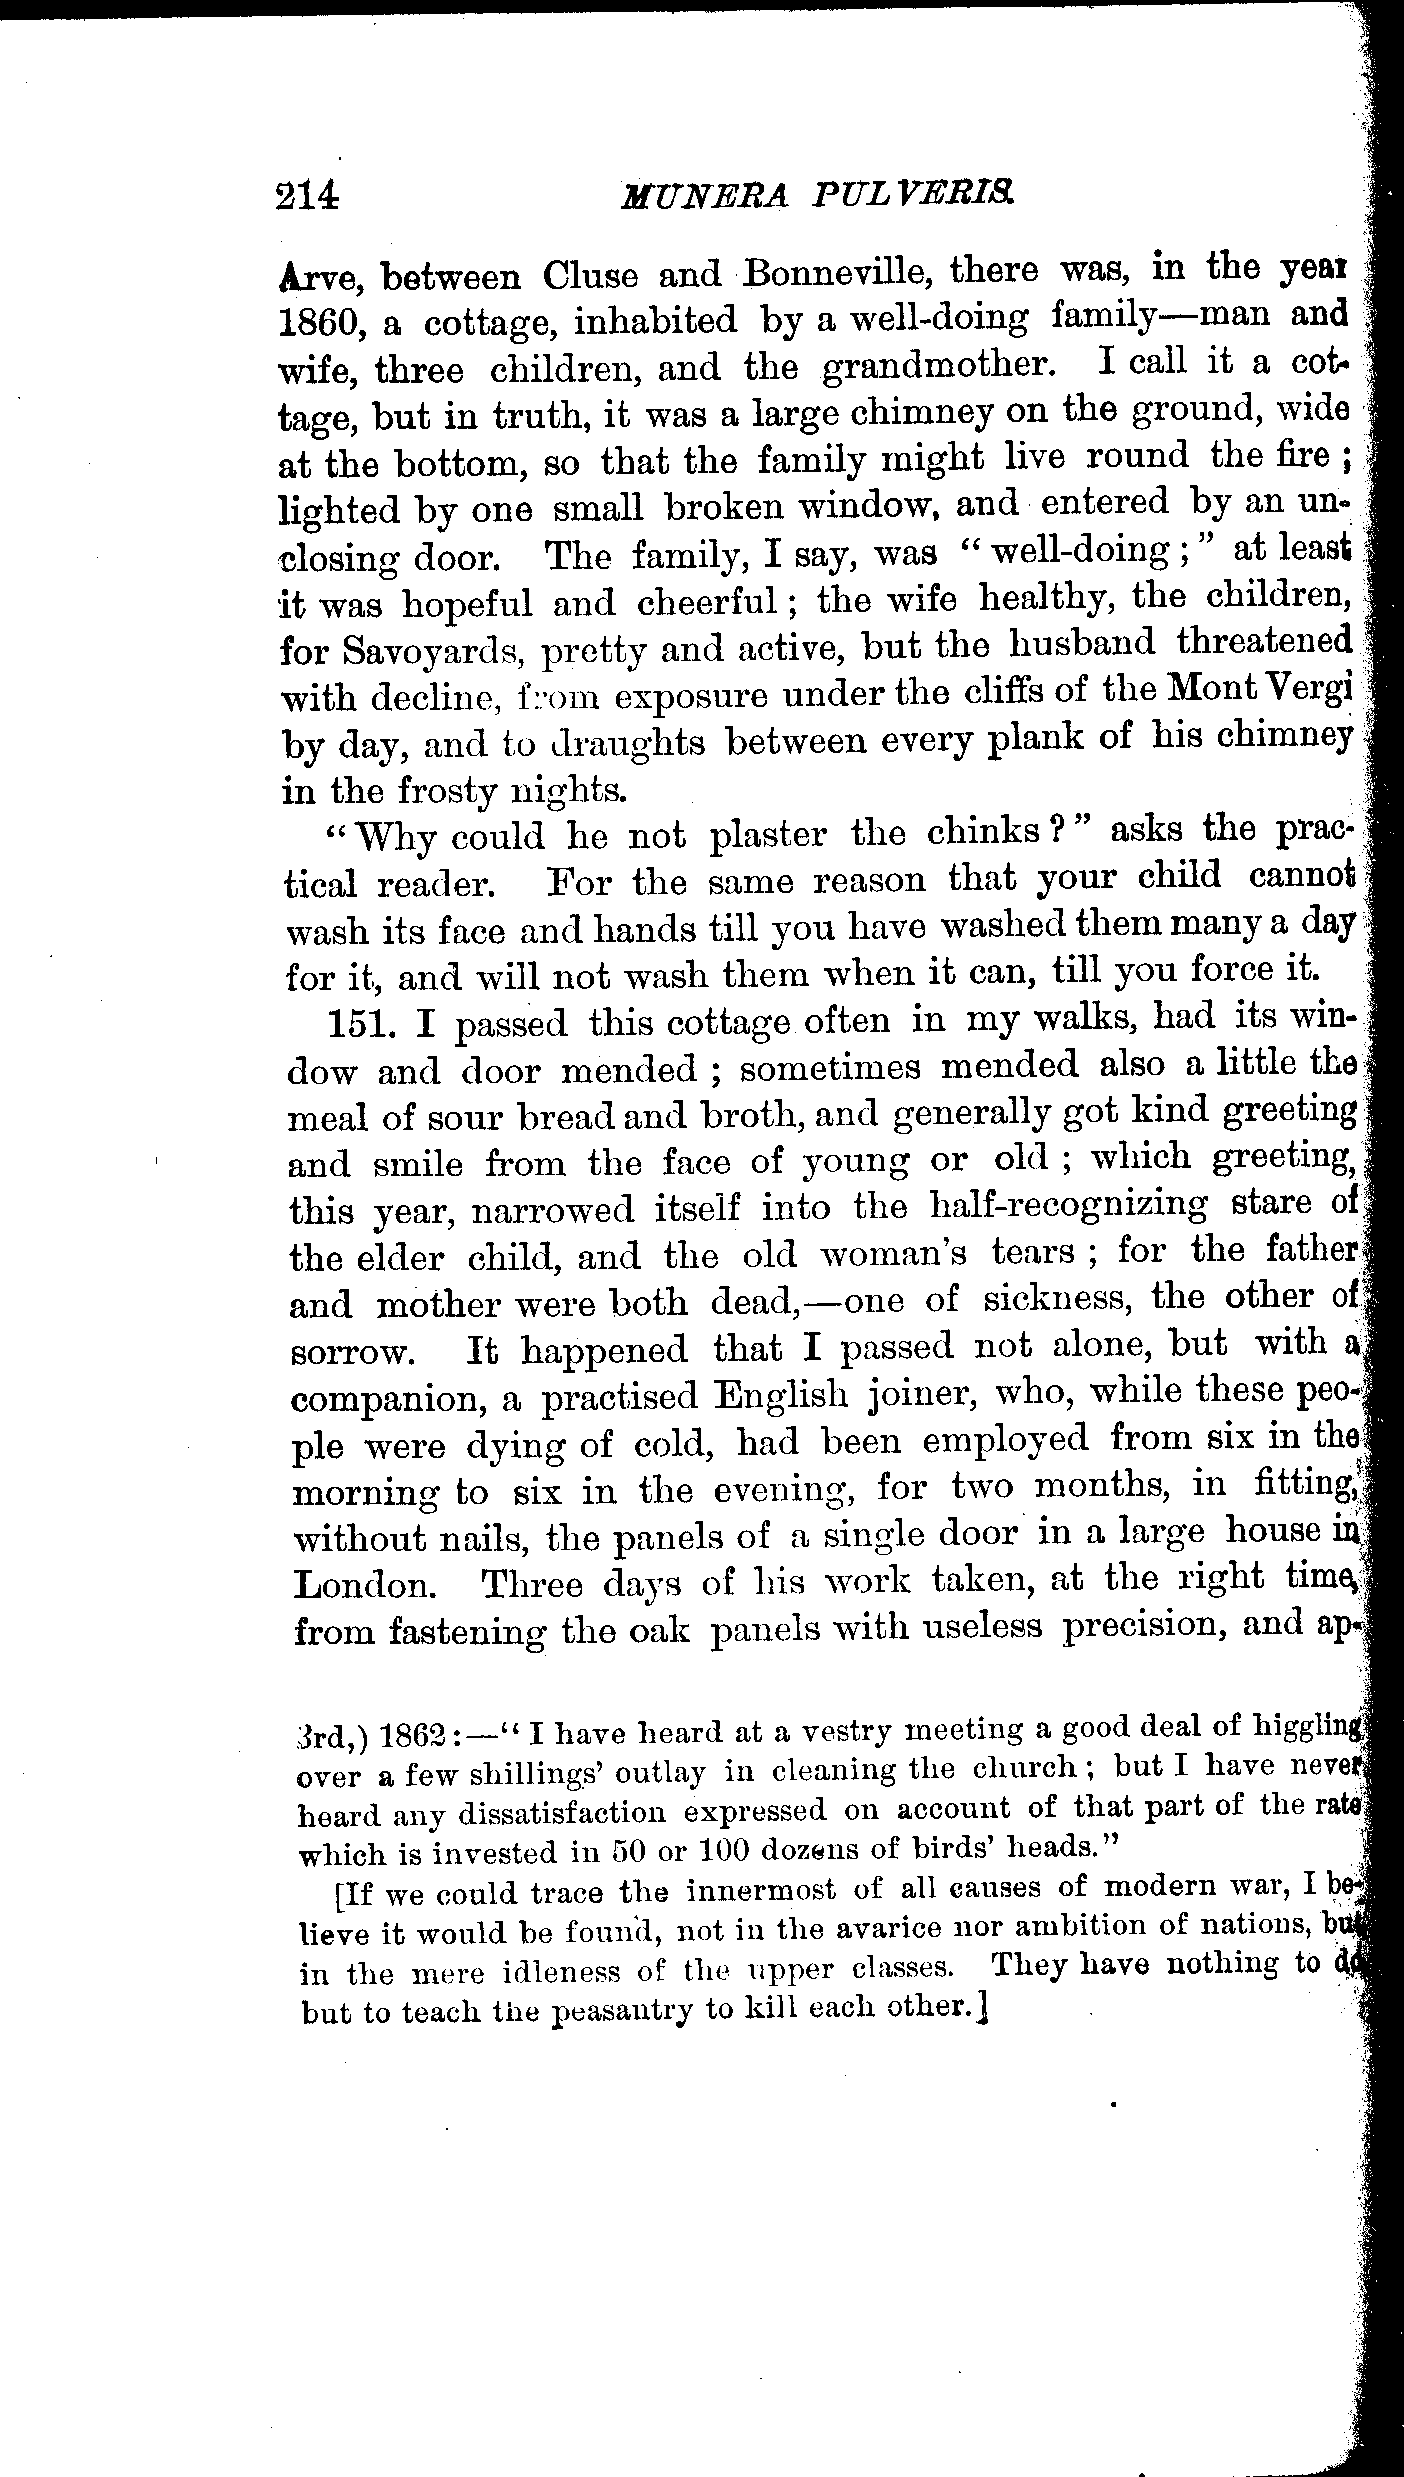 214 MUNERA PULVERIS.
Arve, between Cluse and Bonneville, there was, in the year
1860, a cottage, inhabited by a well-doing family—man and
wife, three children, and the grandmother. I call it a cot-
tage, but in truth, it was a large chimney on the ground, wide
at the bottom, so that the family might live round the fire ;
lighted by one small broken window, and entered by an un-
closing door. The family, I say, was “ well-doing ; ” at least
it was hopeful and cheerful ; the wife healthy, the children,
for Savoyards, pretty and active, but the husband threatened
with decline, from exposure under the cliffs of the Mont Vergi
by day, and to draughts between every plank of his chimney
in the frosty nights.
“ Why could he not plaster the chinks ? ” asks the prac-
tical reader. For the same reason that your child cannot
wash its face and hands till you have washed them many a day
for it, and will not wash them when it can, till you force it.
151. I passed this cottage often in my walks, had its win-
dow and door mended ; sometimes mended also a little the
meal of sour bread and broth, and generally got kind greeting
and smile from the face of young or old ; which greeting,
this year, narrowed itself into the half-recognizing stare of
the elder child, and the old woman's tears ; for the father
and mother were both dead,—one of sickness, the other of
sorrow. It happened that I passed not alone, but with a
companion, a practised English joiner, who, while these peo-
ple were dying of cold, had been employed from six in the
morning to six in the evening, for two months, in fitting,
without nails, the panels of a single door in a large house in
London. Three days of his work taken, at the right time,
from fastening the oak panels with useless precision, and ap-
3rd,) 1862 :—“ I have heard at a vestry meeting a good deal of higgling
over a few shillings' outlay in cleaning the church ; but I have never
heard any dissatisfaction expressed on account of that part of the rate
which is invested in 50 or 100 dozens of birds' heads.”
[If we could trace the innermost of all causes of modern war, I be-
lieve it would be found, not in the avarice nor ambition of nations, but
in the mere idleness of the upper classes. They have nothing to do
but to teach the peasantry to kill each other.]